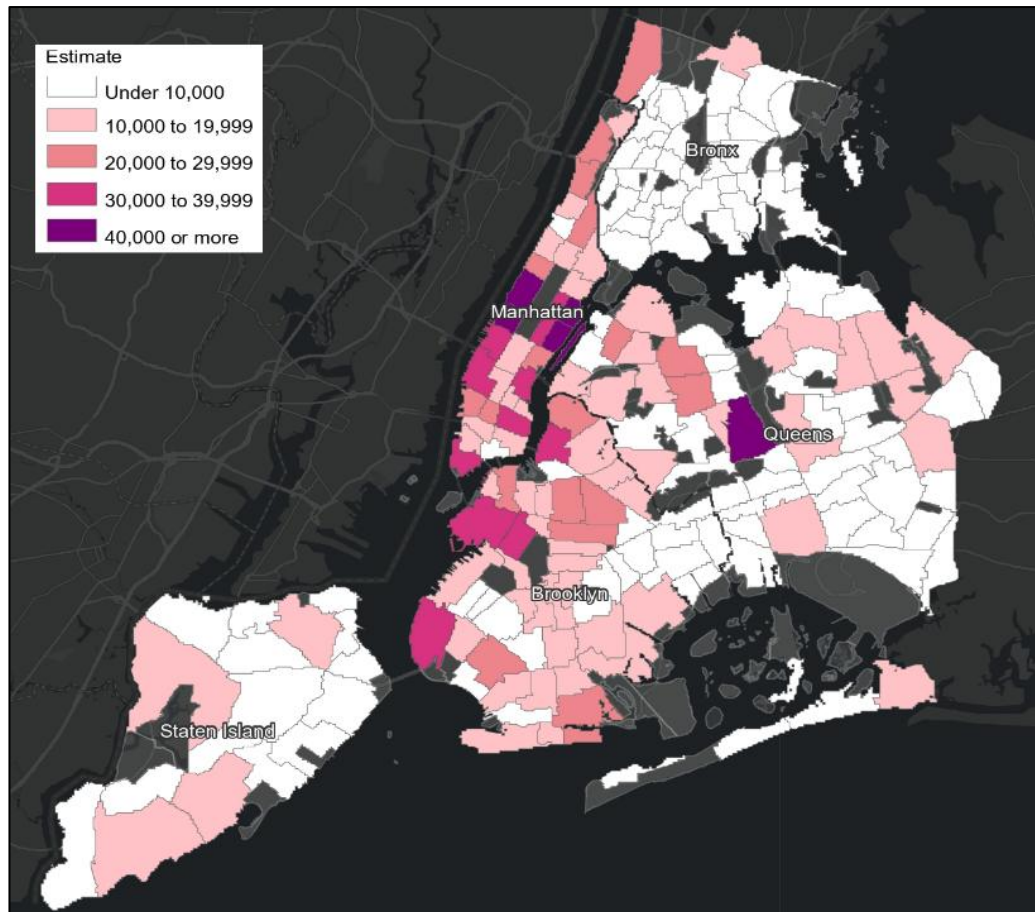 Estimate
Under 10,000
10,000 to 19,999
20,000 to 29,999
30,000 to 39,999
40,000 or more
Bronx
Manhattan
Queens
Brooklyn
Staten Island